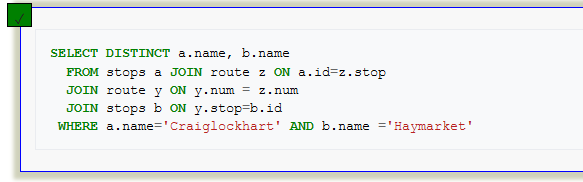 SELECT DISTINCT a.name, b.name
FROM stops a JOIN route z ON a.id=z.stop
JOIN route y ON y.num = z.num
JOIN stops b ON y.stop=b.id
WHERE a.name='Craiglockhart' AND b.name ='Haymarket'